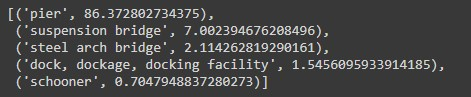 [('pier', 86.372802734375),
('suspension bridge', 7.002394676208496),
('steel arch bridge', 2.114262819290161),
('dock, dockage, docking facility', 1.5456095933914185),
('schooner', 0.7047948837280273)]